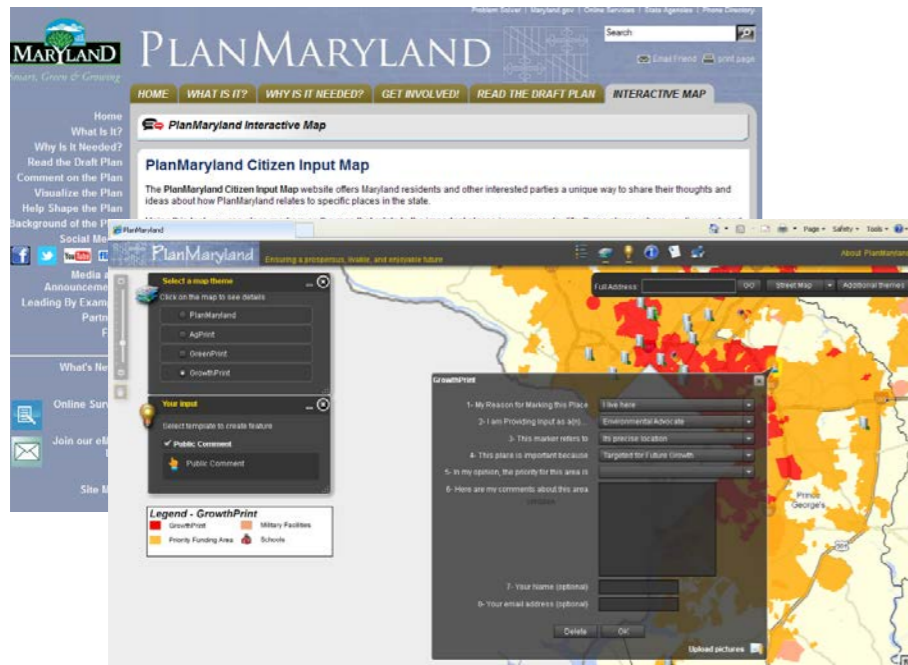 Problem Solver | Maryland.gov | Online Services | State Agencies | Phone Directory
MARYLAND
Smart, Green & Growing
PLANMARYLAND
Search
Email Friend print page
HOME WHAT IS IT? WHY IS IT NEEDED? GET INVOLVED! READ THE DRAFT PLAN INTERACTIVE MAP
Home
What Is It?
Why Is It Needed?
Read the Draft Plan
Comment on the Plan
Visualize the Plan
Help Shape the Plan
Background of the
Social
Media
Leading By
What's
Online
Join our
Site
PlanMaryland Interactive Map
PlanMaryland Citizen Input Map
The PlanMaryland Citizen Input Map website offers Maryland residents and other interested parties a unique way to share their thoughts and
ideas about how PlanMaryland relates to specific places in the state.
PlanMaryland
Page Safety Tools
PlanMaryland Ensuring a prosperous, livable, and enjoyable future
About PlanMaryland
Select a map theme
Click on the map to see details
PlanMaryland
AgPrint
GreenPrint
GrowthPrint
Your input
Select template to create feature
Public Comment
Public Comment
Legend - GrowthPrint
GrowthPrint Military Facilities
Priority Funding Area Schools
Full Address: GO Street Map Additional themes
GrowthPrint
1- My Reason for Marking this Place I live here
2- I am Providing Input as a(n)... Environmental Advocate
3- This marker refers to Its precise location
4- This place is important because Targeted for Future Growth
5- In my opinion, the priority for this area is
6- Here are my comments about this area
7- Your Name (optional)
8- Your email address (optional)
Delete OK
Upload pictures
Prince
George's
301